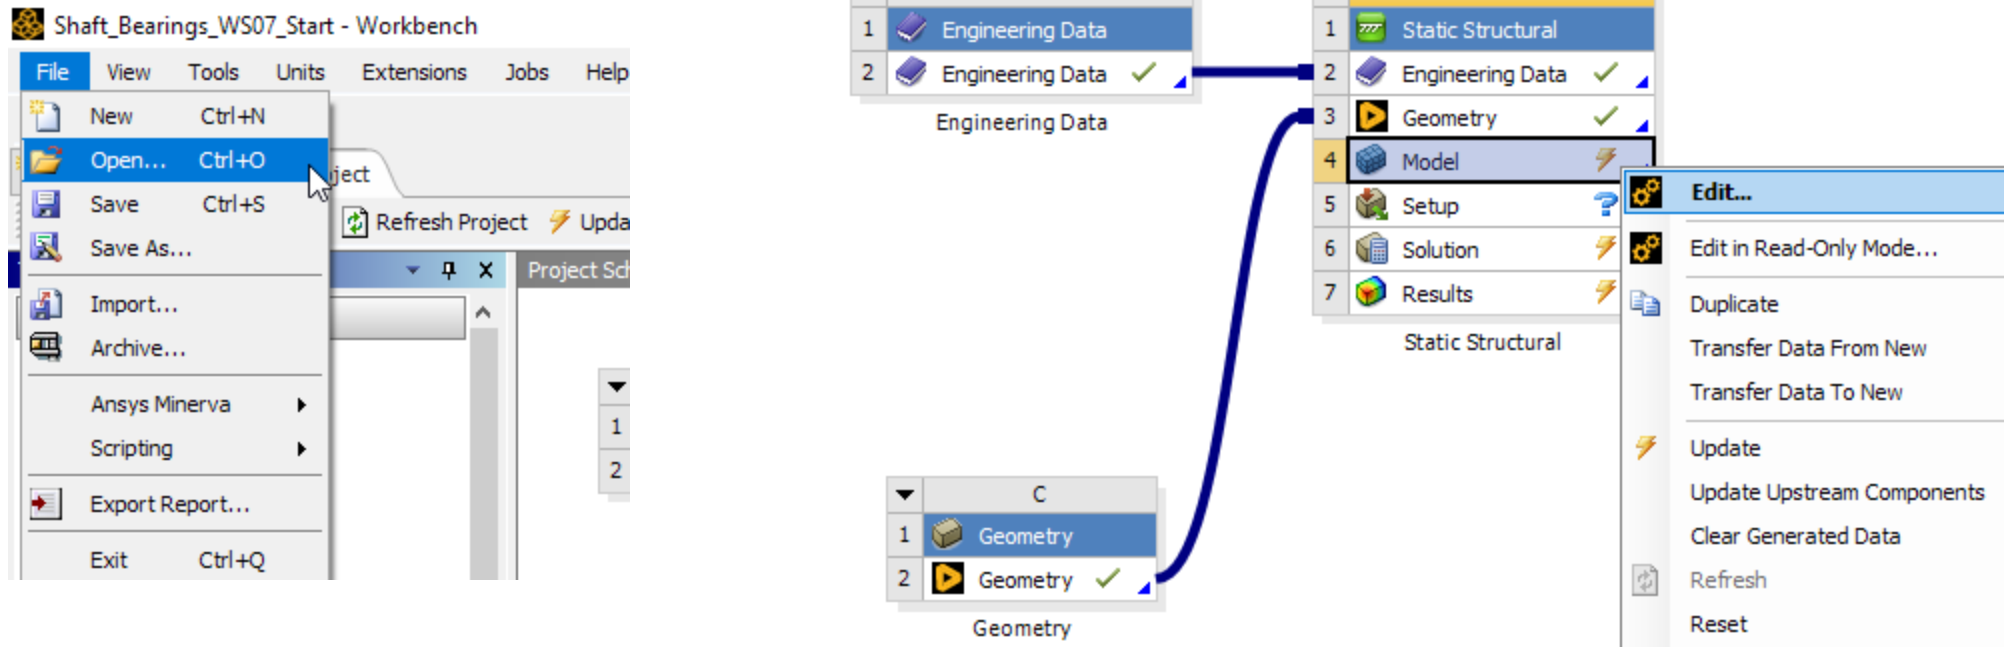 Shaft_Bearings_WS07_Start - Workbench
File View Tools Units Extensions Jobs Help
New Ctrl+N
Open... Ctrl+O
Save Ctrl+S
Save As...
Import...
Archive...
Ansys Minerva
Scripting
Export Report...
Exit Ctrl+Q
ject
Refresh Project Upda
Project Sch
1
2
1 Engineering Data
2 Engineering Data
Engineering Data
1 Static Structural
2 Engineering Data
3 Geometry
4 Model
5 Setup ?
6 Solution
7 Results
Static Structural
C
1 Geometry
2 Geometry
Geometry
Edit...
Edit in Read-Only Mode...
Duplicate
Transfer Data From New
Transfer Data To New
Update
Update Upstream Components
Clear Generated Data
Refresh
Reset